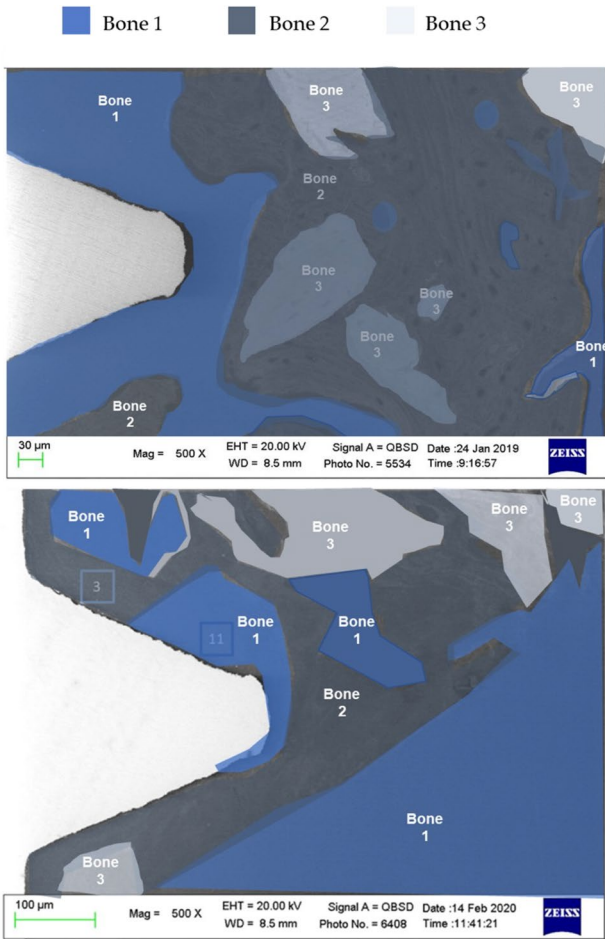 Bone 1 Bone 2 Bone 3
Bone
1
Bone
3
Bone
3
Bone
2
Bone
3
Bone
3
Bone
3
Bone
1
Bone
2
30 µm
Mag = 500 X
EHT = 20.00 kV Signal A = QBSD Date :24 Jan 2019
WD = 8.5 mm Photo No. = 5534 Time :9:16:57
ZEISS
Bone
1
Bone
3
Bone
3
Bone
3
3
11
Bone
1
Bone
1
Bone
2
Bone
1
Bone
3
100 µm
Mag = 500 X
EHT = 20.00 kV Signal A = QBSD Date :14 Feb 2020
WD = 8.5 mm Photo No. = 6408 Time :11:41:21
ZEISS